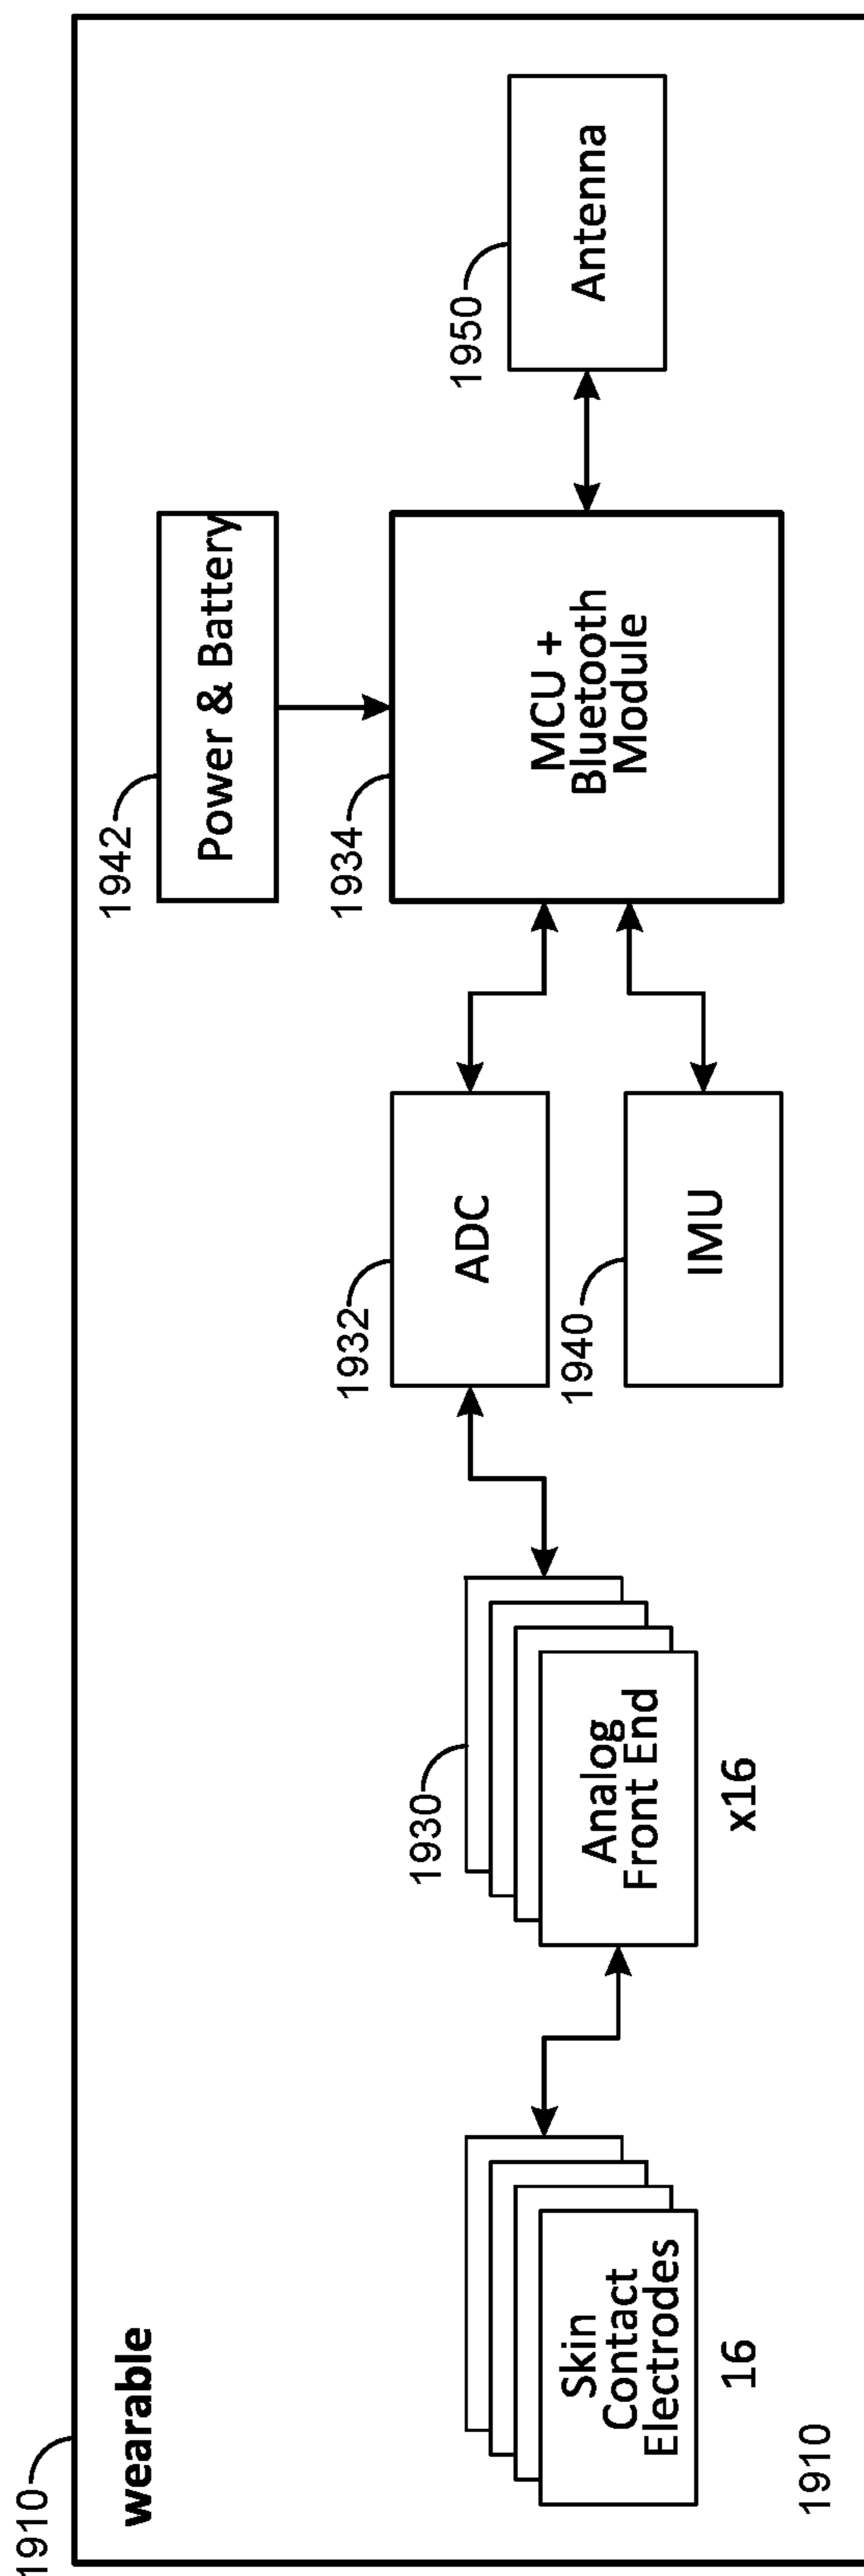 1910
wearable
Skin
Contact
Electrodes
16
1910
1930
Analog
Front End
x16
1932
ADC
1940
IMU
1942
Power & Battery
1934
MCU +
Bluetooth
Module
1950
Antenna